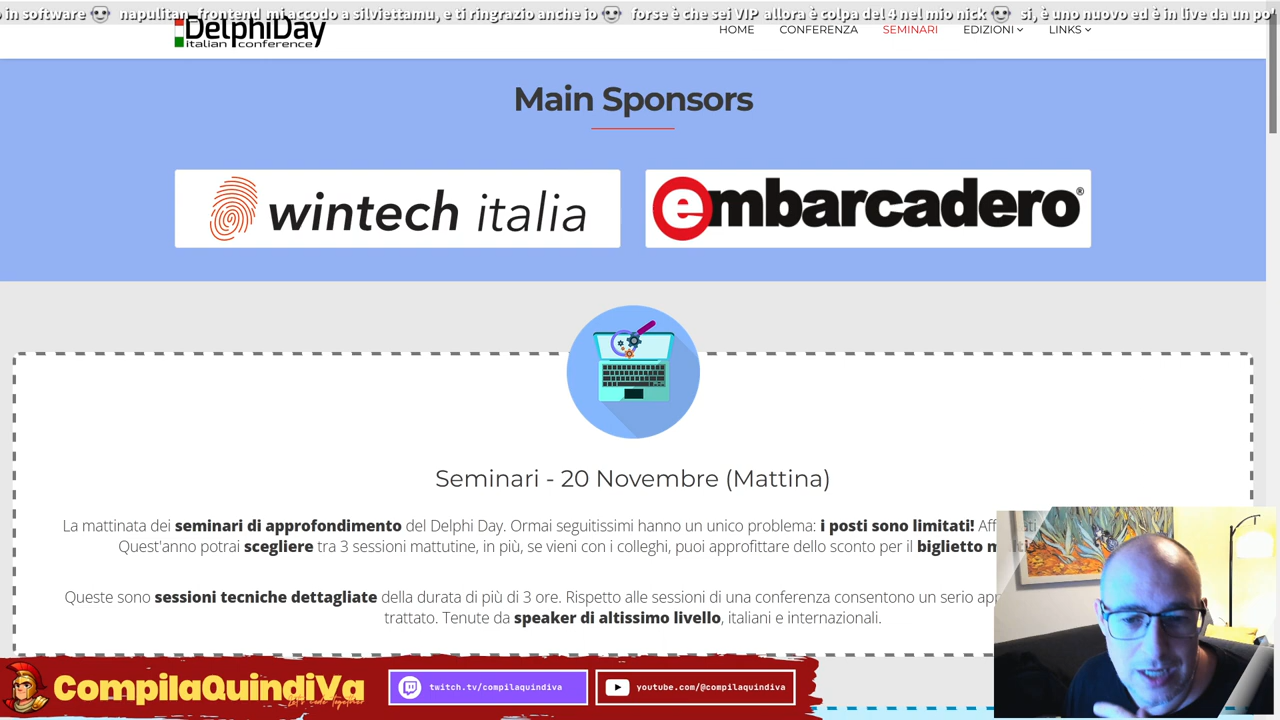 in software napulitan_frontend mi accodo a silviettamu, e ti ringrazio anche io forse è che sei VIP allora è colpa dal 4 nel mio nick si, è uno nuovo ed è in live da un po'
DelphiDay
italian conference
HOME CONFERENZA SEMINARI EDIZIONI LINKS
Main Sponsors
wintech italia
embarcadero®
Seminari - 20 Novembre (Mattina)
La mattinata dei seminari di approfondimento del Delphi Day. Ormai seguitissimi hanno un unico problema: i posti sono limitati!
Quest'anno potrai scegliere tra 3 sessioni mattutine, in più, se vieni con i colleghi, puoi approfittare dello sconto per il biglietto
Queste sono sessioni tecniche dettagliate della durata di più di 3 ore. Rispetto alle sessioni di una conferenza consentono un serio
trattato. Tenute da speaker di altissimo livello, italiani e internazionali.
CompilaQuindiVa
Let's code Together
twitch.tv/compilaquindiva
youtube.com/@compilaquindiva